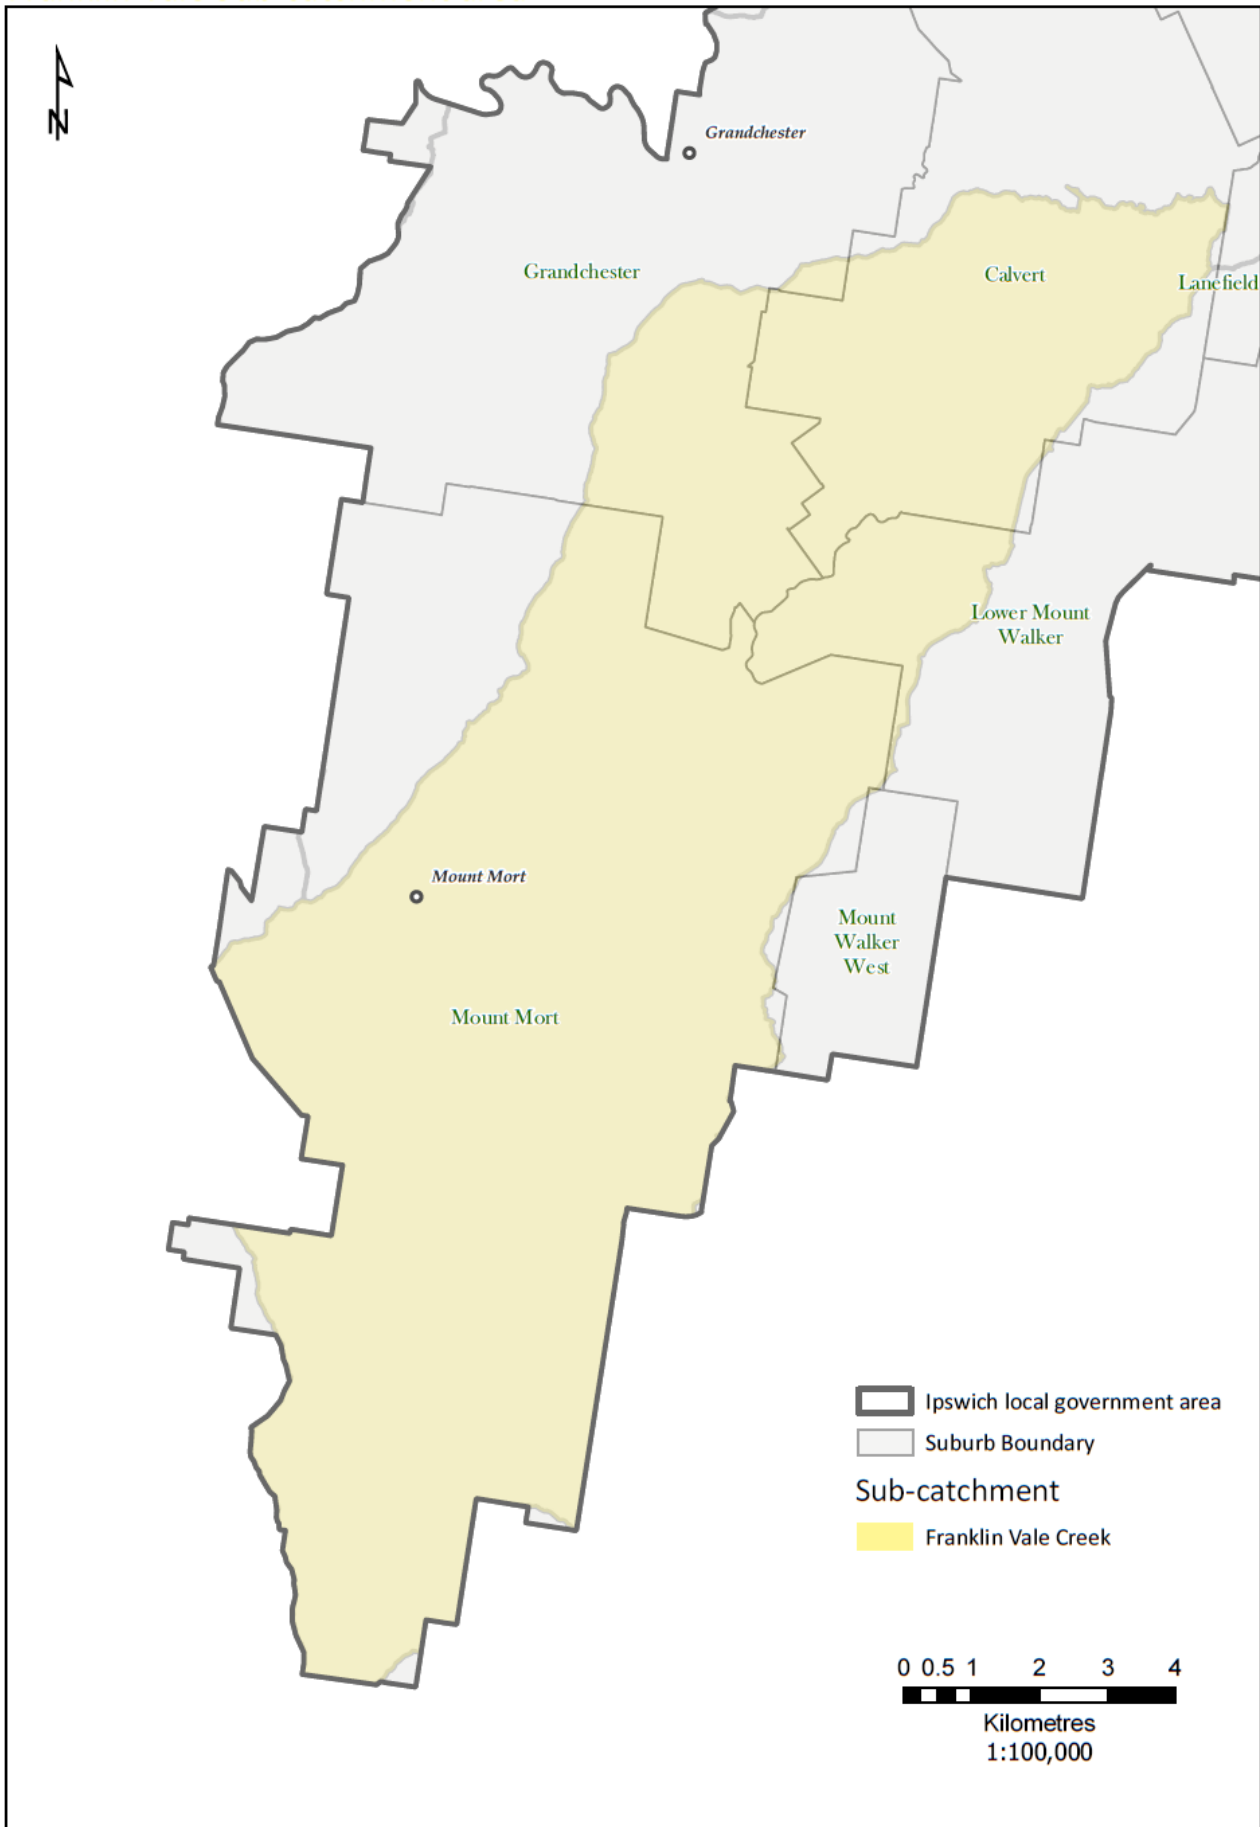 N
Grandchester
Grandchester
Calvert
Lanefield
Lower Mount
Walker
Mount Mort
Mount
Walker
West
Mount Mort
Ipswich local government area
Suburb Boundary
Sub-catchment
Franklin Vale Creek
0 0.5 1 2 3 4
Kilometres
1:100,000